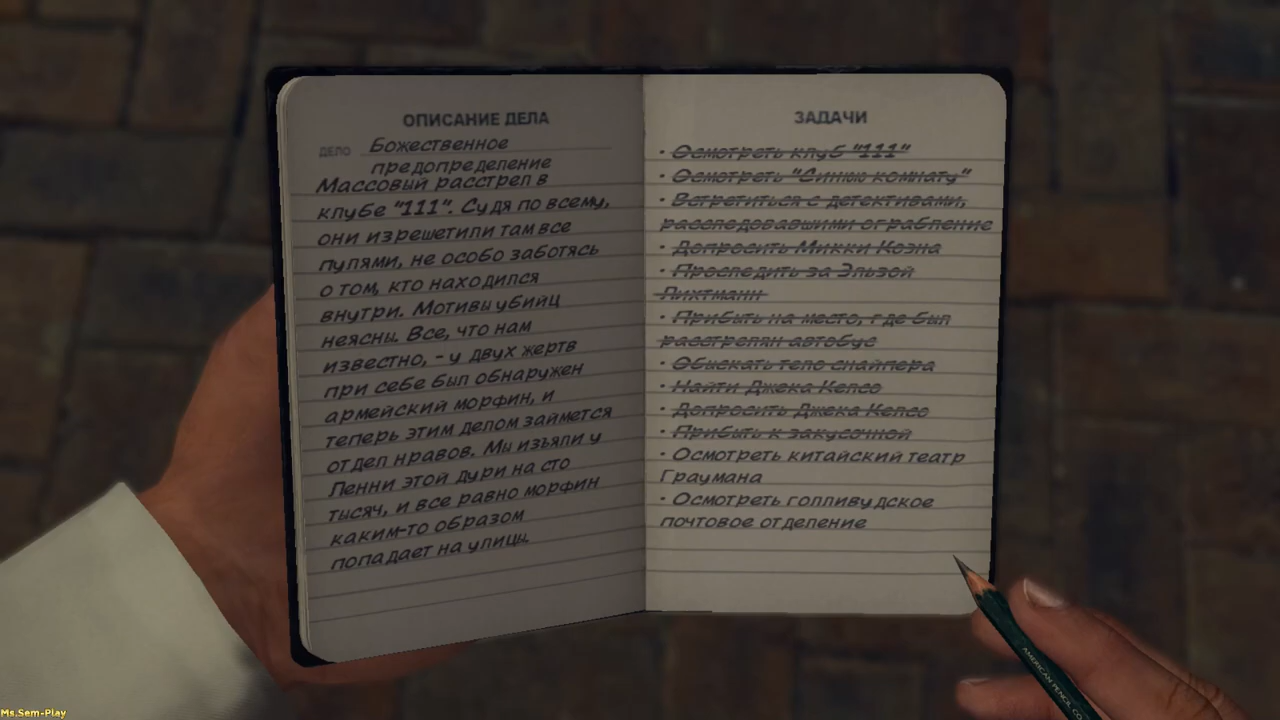 ОПИСАНИЕ ДЕЛА
ДЕЛО Божественное
предопределение
Массовый расстрел в
клубе "111". Судя по всему,
они изрешетили там все
пулями, не особо заботясь
о том, кто находился
внутри. Мотивы убийц
неясны. Все, что нам
известно, - у двух жертв
при себе был обнаружен
армейский морфин, и
теперь этим делом займется
отдел нравов. Мы изъяли у
Ленни этой дури на сто
тысяч, и все равно морфин
каким-то образом
попадает на улицы.
ЗАДАЧИ
· Осмотреть клуб "111"
· Осмотреть "Синюю комнату"
· Встретиться с детективами,
расследовавшими ограбление
· Допросить Микки Коэна
· Проследить за Эльзой
Лихтманн
· Прибыть на место, где был
расстрелян автобус
· Обыскать тело снайпера
· Найти Джека Келсо
· Допросить Джека Келсо
· Прибыть к закусочной
· Осмотреть китайский театр
Граумана
· Осмотреть голливудское
почтовое отделение
AMERICAN PENCIL CO
Ms.Sem-Play